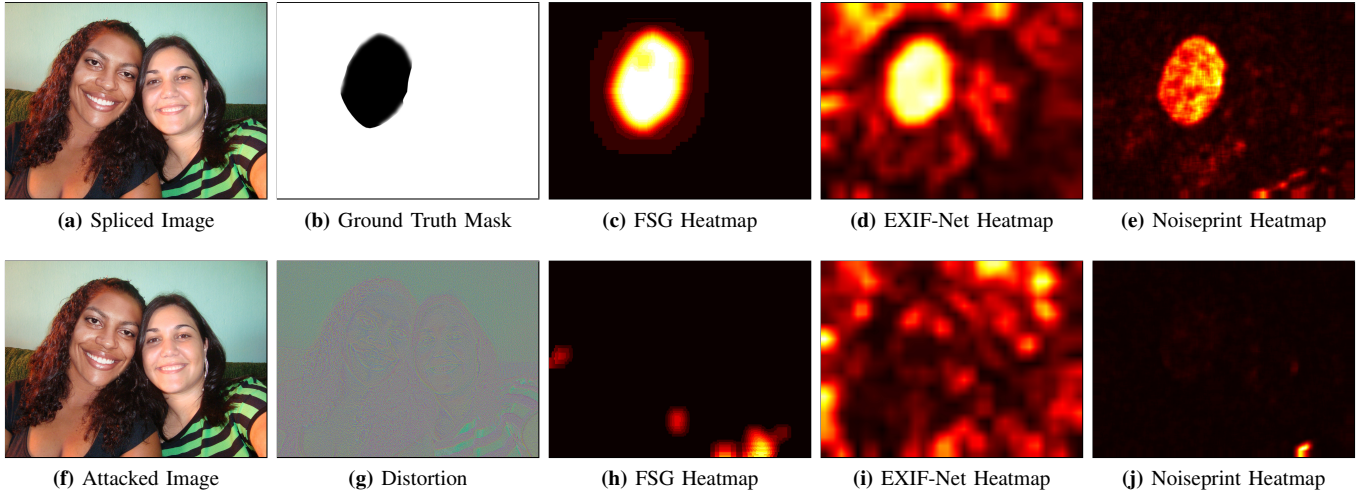 (a) Spliced Image
(b) Ground Truth Mask
(c) FSG Heatmap
(d) EXIF-Net Heatmap
(e) Noiseprint Heatmap
(f) Attacked Image
(g) Distortion
(h) FSG Heatmap
(i) EXIF-Net Heatmap
(j) Noiseprint Heatmap